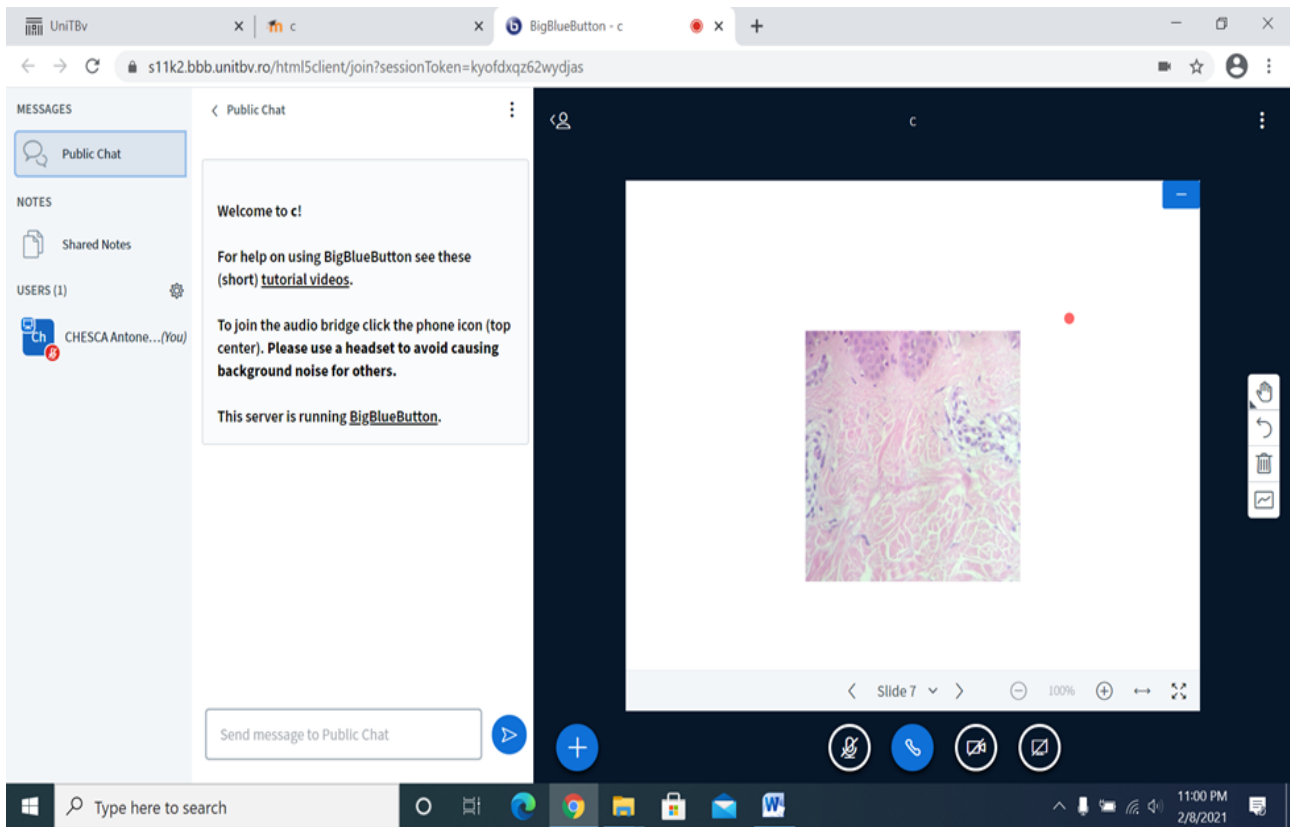 UniTBv
c
BigBlueButton - c
s11k2.bbb.unitbv.ro/html5client/join?sessionToken=kyofdxqz62wydjas
MESSAGES
Public Chat
NOTES
Shared Notes
USERS (1)
Ch
CHESCA Antone...(You)
Public Chat
Welcome to c!
For help on using BigBlueButton see these
(short) tutorial videos.
To join the audio bridge click the phone icon (top
center). Please use a headset to avoid causing
background noise for others.
This server is running BigBlueButton.
Send message to Public Chat
c
Slide 7
100%
Type here to search
11:00 PM
2/8/2021